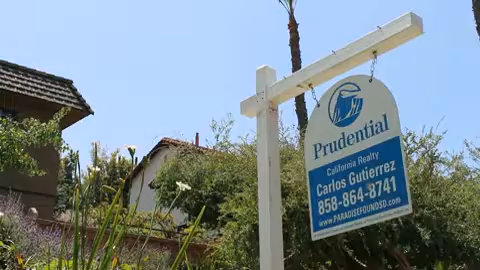 Prudential
California Realty
Carlos Gutierrez
858-864-8741
www.PARADISEFOUNDSD.com